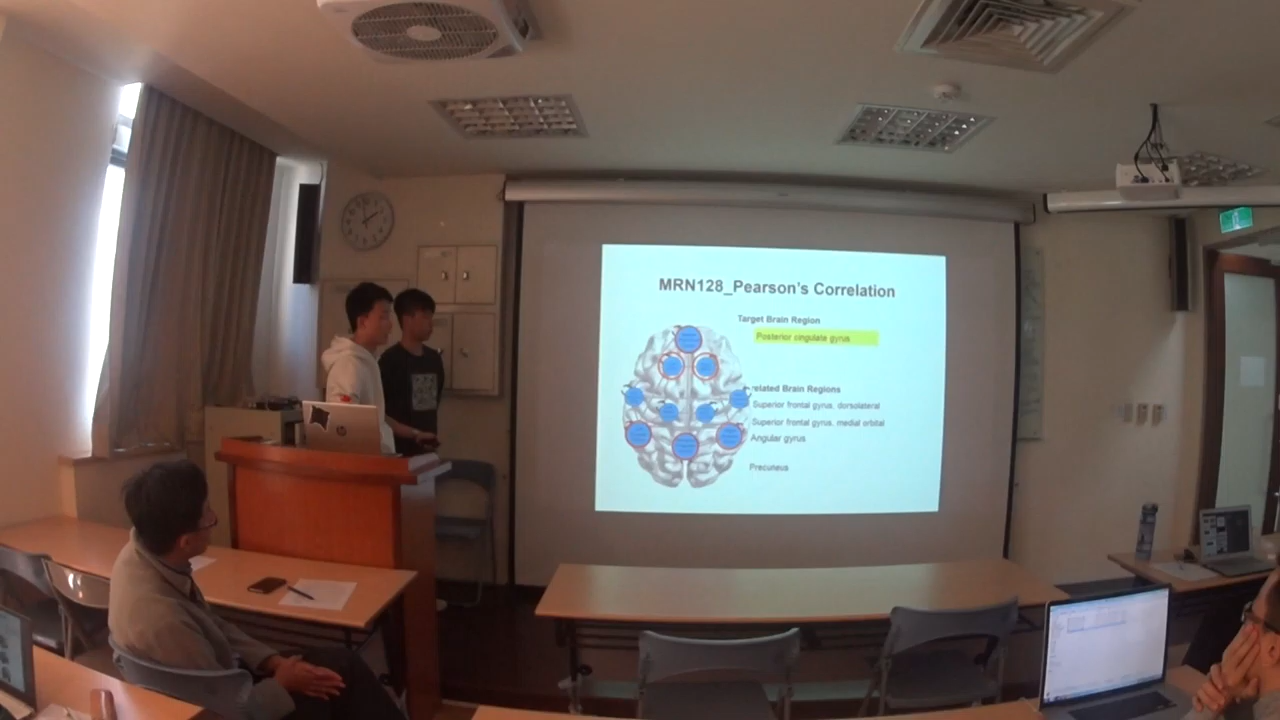 MRN128_Pearson's Correlation
Target Brain Region
Posterior cingulate gyrus
elated Brain Regions
Superior frontal gyrus, dorsolateral
Superior frontal gyrus, medial orbital
Angular gyrus
Precuneus
hp